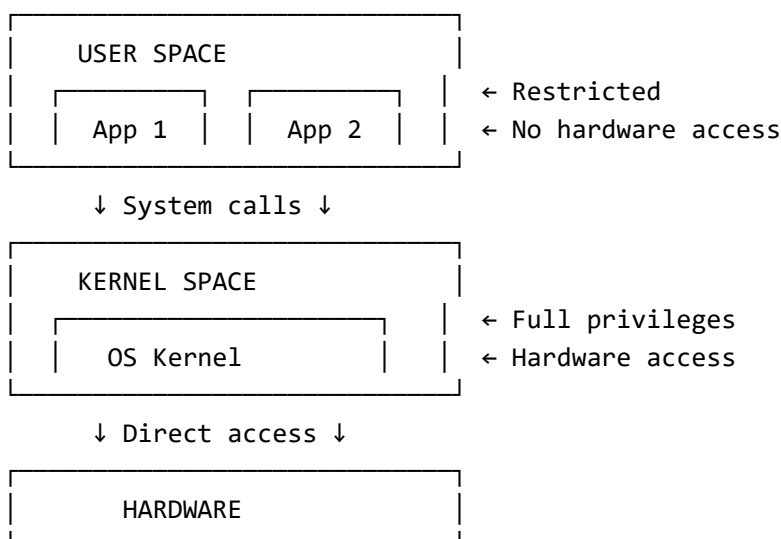 USER SPACE
← Restricted
App 1 App 2 ← No hardware access
↓ System calls ↓
KERNEL SPACE
← Full privileges
OS Kernel ← Hardware access
↓ Direct access ↓
HARDWARE